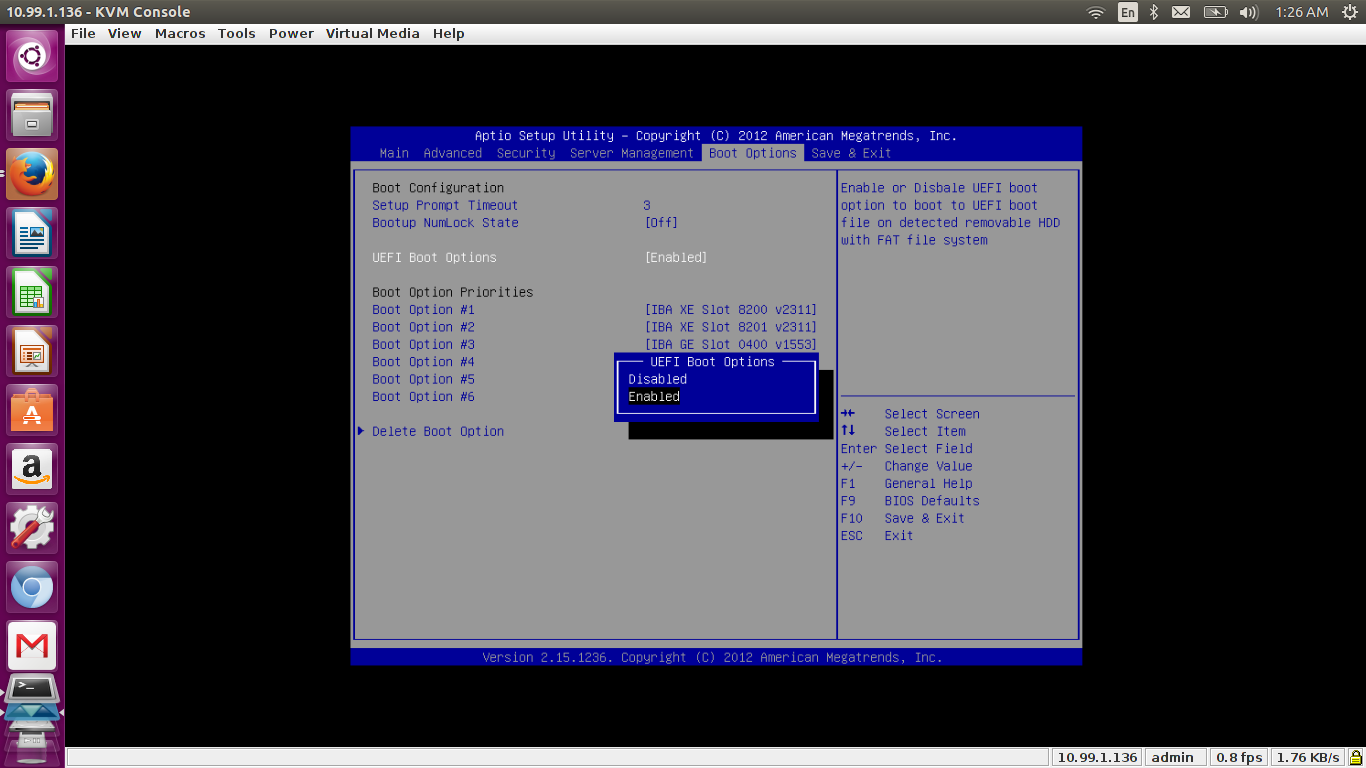 10.99.1.136 - KVM Console
En
1:26 AM
File View Macros Tools Power Virtual Media Help
Aptio Setup Utility – Copyright (C) 2012 American Megatrends, Inc.
Main Advanced Security Server Management Boot Options Save & Exit
Boot Configuration
Setup Prompt Timeout 3
Bootup NumLock State [Off]
UEFI Boot Options [Enabled]
Boot Option Priorities
Boot Option #1 [IBA XE Slot 8200 v2311]
Boot Option #2 [IBA XE Slot 8201 v2311]
Boot Option #3 [IBA GE Slot 0400 v1553]
Boot Option #4
Boot Option #5
Boot Option #6
Delete Boot Option
UEFI Boot Options
Disabled
Enabled
Enable or Disbale UEFI boot
option to boot to UEFI boot
file on detected removable HDD
with FAT file system
→← Select Screen
↑↓ Select Item
Enter Select Field
+/– Change Value
F1 General Help
F9 BIOS Defaults
F10 Save & Exit
ESC Exit
Version 2.15.1236. Copyright (C) 2012 American Megatrends, Inc.
10.99.1.136 admin 0.8 fps 1.76 KB/s